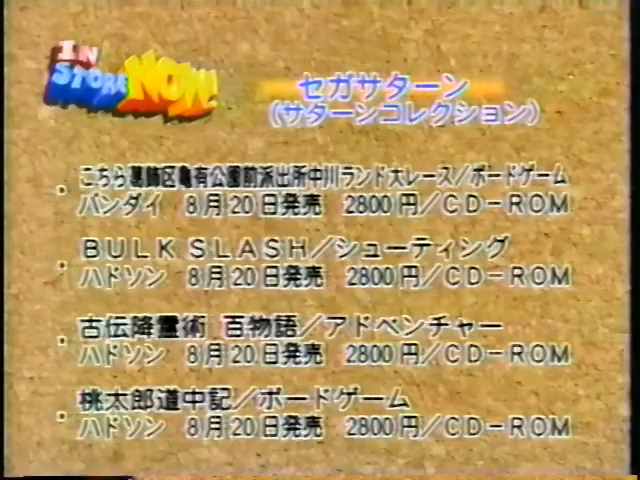 IN STORE NOW!
セガサターン
(サターンコレクション)
・こちら葛飾区亀有公園前派出所中川ランド大レース/ボードゲーム
バンダイ 8月20日発売 2800円/CD-ROM
・BULK SLASH/シューティング
ハドソン 8月20日発売 2800円/CD-ROM
・古伝降霊術 百物語/アドベンチャー
ハドソン 8月20日発売 2800円/CD-ROM
・桃太郎道中記/ボードゲーム
ハドソン 8月20日発売 2800円/CD-ROM